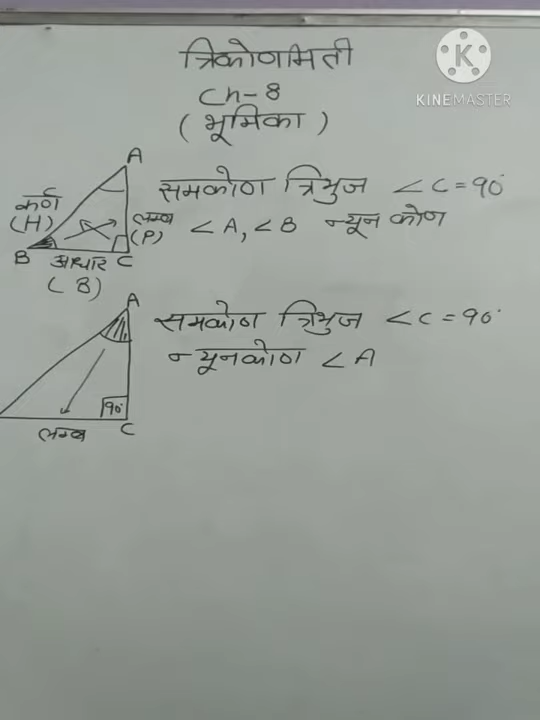 त्रिकोणमिती
Ch-8
(भूमिका)
K
KINEMASTER
A
कर्ण
(H)
लम्ब
(P)
B
आधार
(B)
C
समकोण त्रिभुज ∠C=90°
∠A, ∠B न्यून कोण
A
90°
लम्ब
C
समकोण त्रिभुज ∠C=90°
न्यूनकोण ∠A